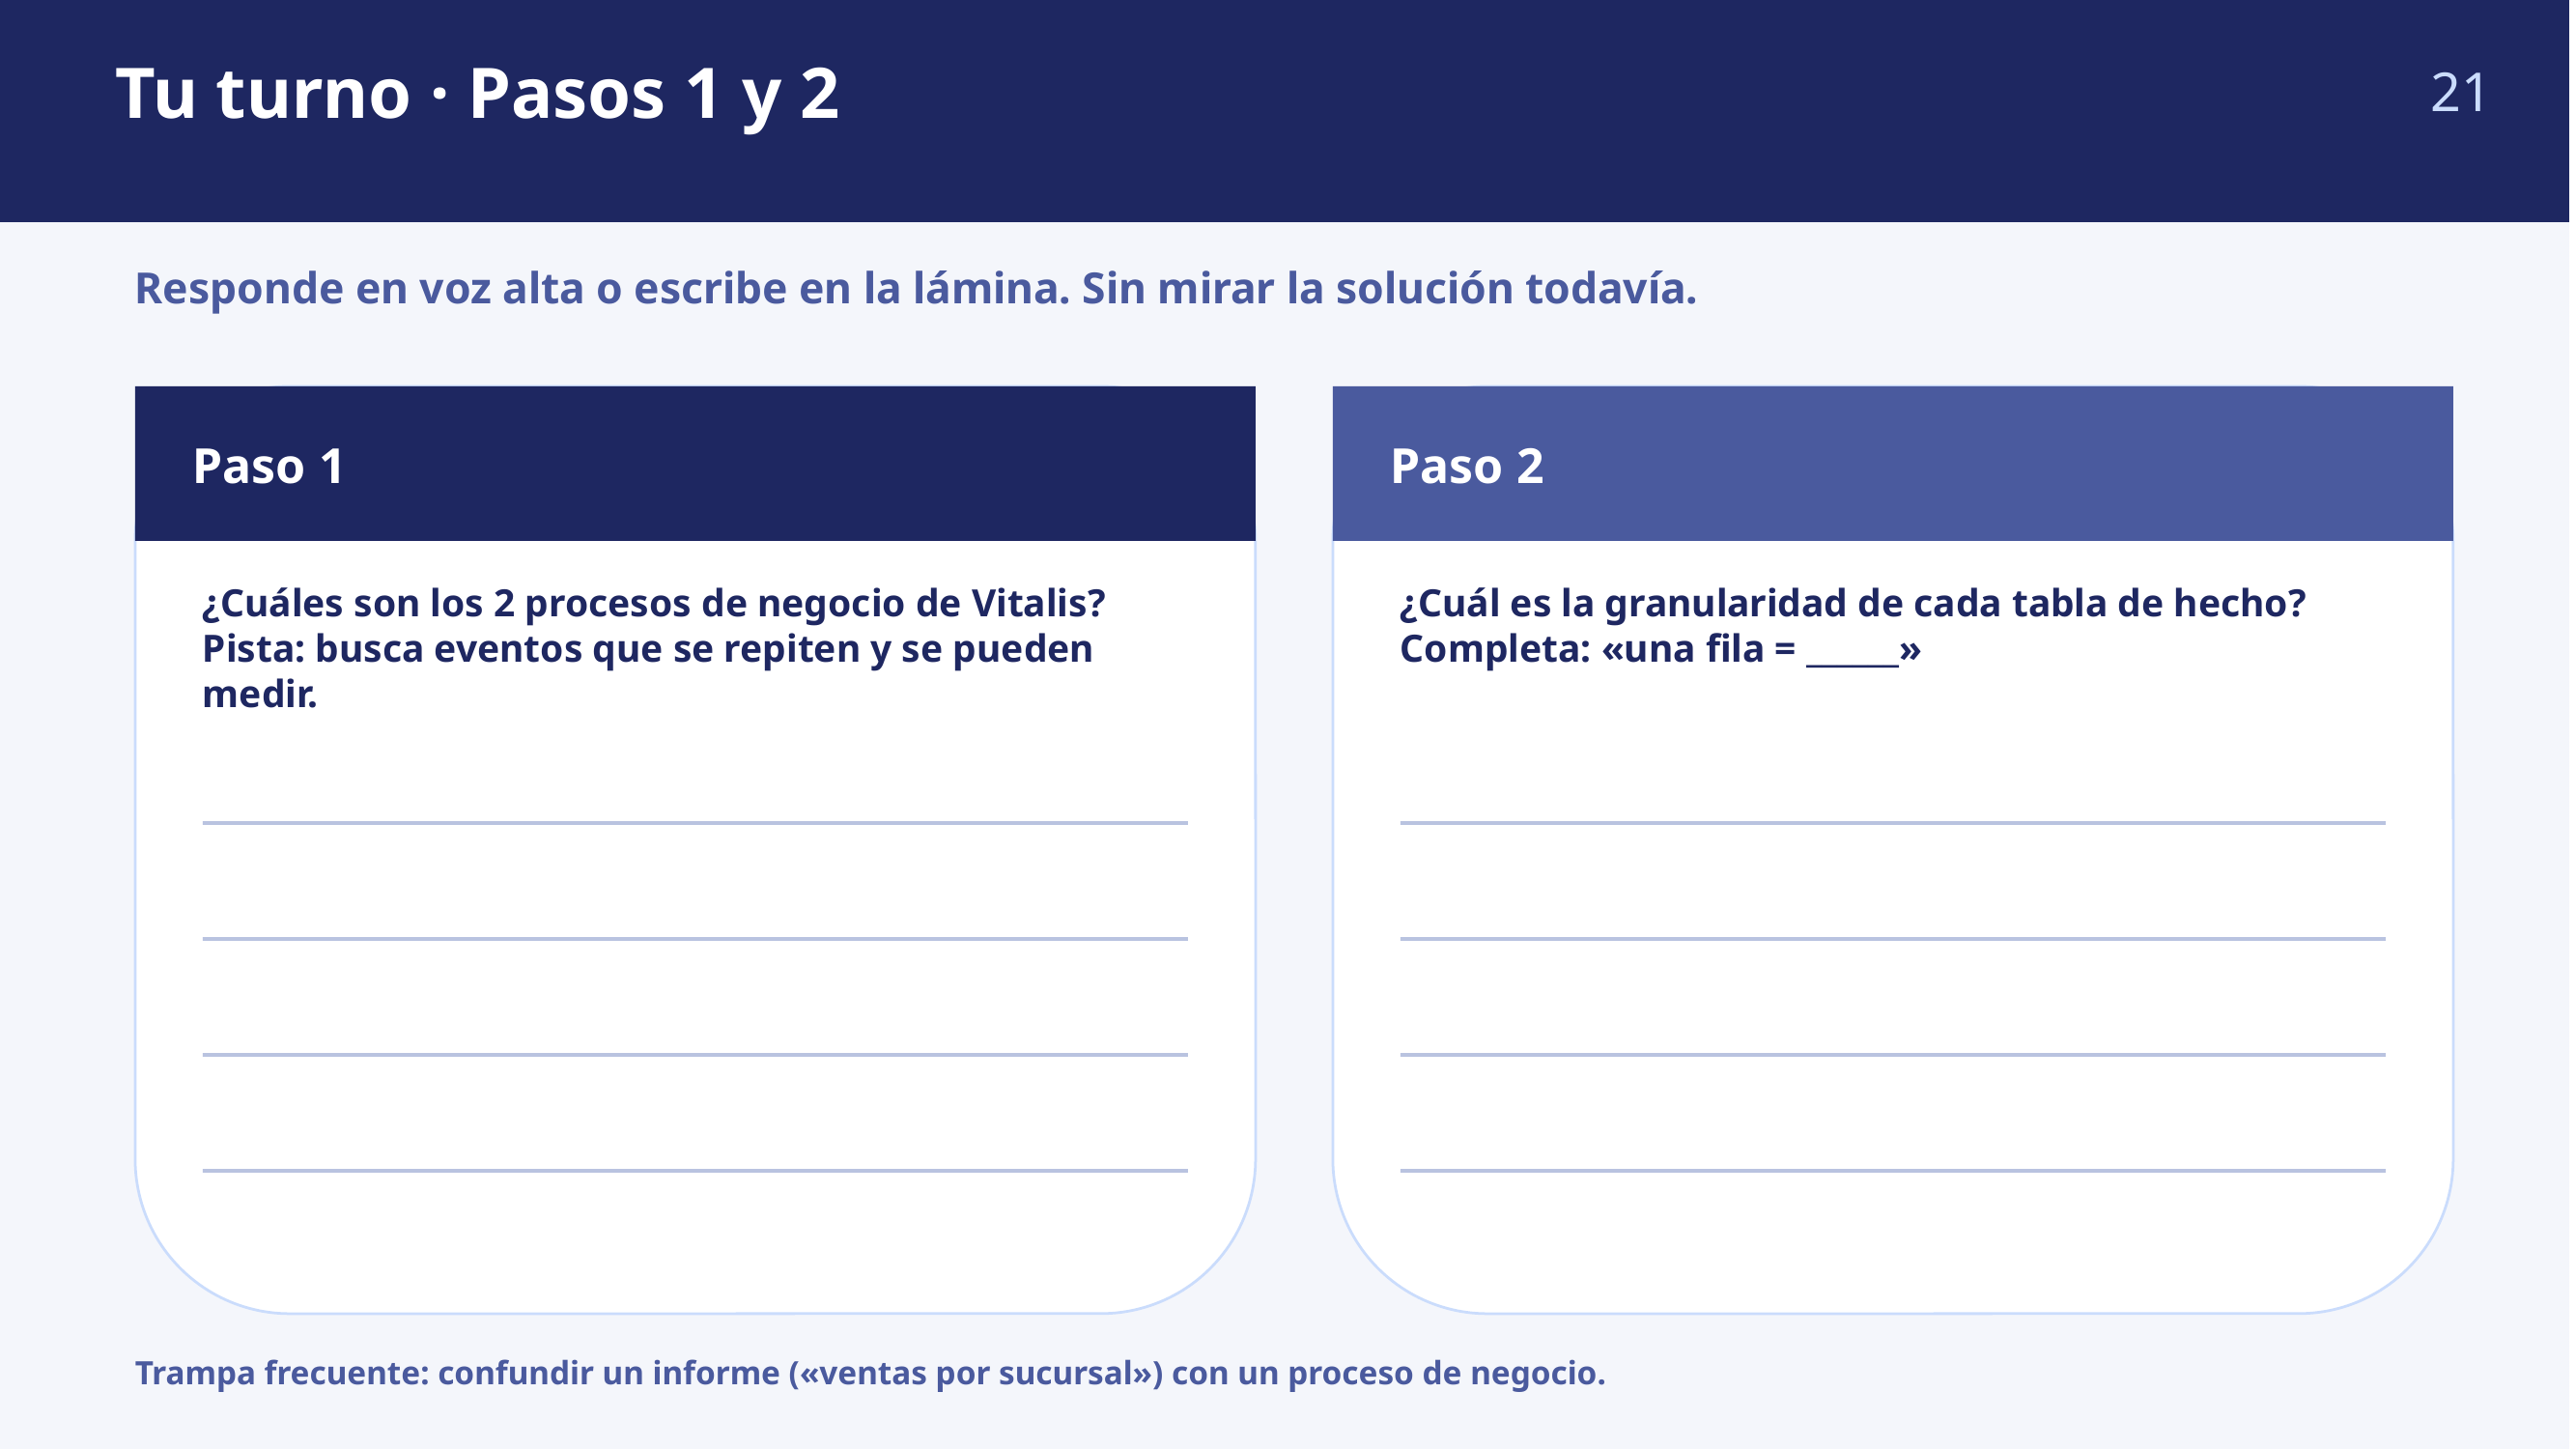 Tu turno · Pasos 1 y 2
21
Responde en voz alta o escribe en la lámina. Sin mirar la solución todavía.
Paso 1
¿Cuáles son los 2 procesos de negocio de Vitalis?
Pista: busca eventos que se repiten y se pueden
medir.
Paso 2
¿Cuál es la granularidad de cada tabla de hecho?
Completa: «una fila = ______»
Trampa frecuente: confundir un informe («ventas por sucursal») con un proceso de negocio.